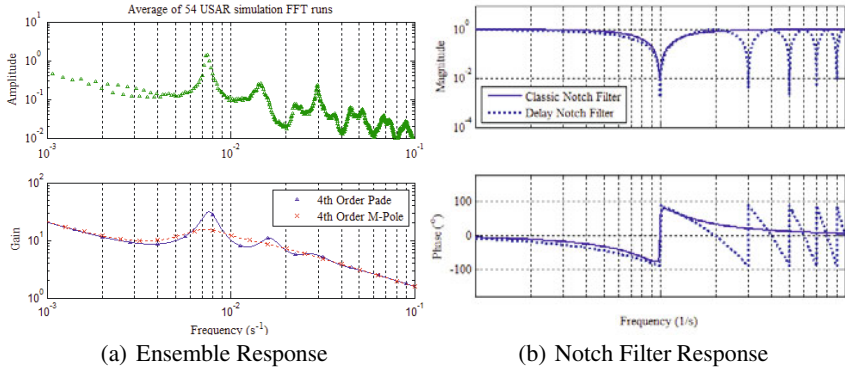 Average of 54 USAR simulation FFT runs
Amplitude
10^1
10^0
10^-1
10^-2
10^-3
10^-2
10^-1
Gain
10^2
10^1
10^0
4th Order Pade
4th Order M-Pole
10^-3
10^-2
10^-1
Frequency (s^-1)
(a) Ensemble Response
Magnitude
10^0
10^-2
10^-4
Classic Notch Filter
Delay Notch Filter
Phase (°)
100
0
-100
Frequency (1/s)
(b) Notch Filter Response